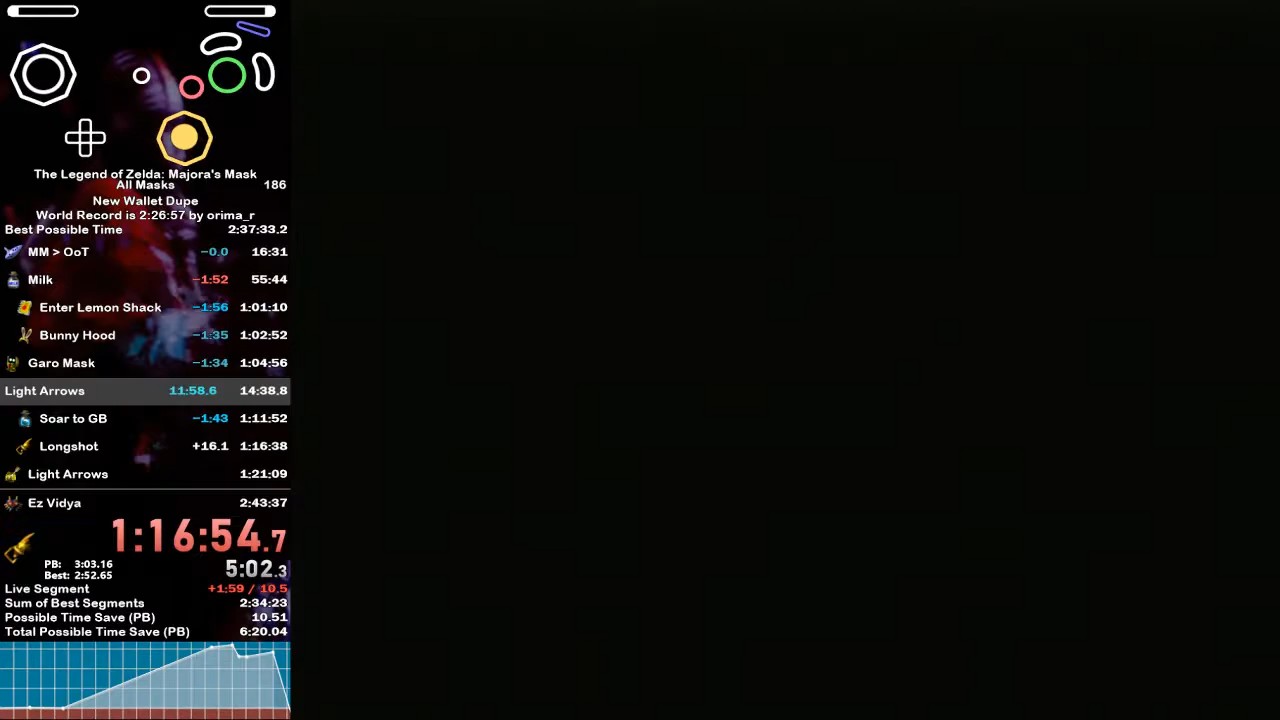 The Legend of Zelda: Majora's Mask
All Masks 186
New Wallet Dupe
World Record is 2:26:57 by orima_r
Best Possible Time 2:37:33.2
MM > OoT −0.0 16:31
Milk −1:52 55:44
Enter Lemon Shack −1:56 1:01:10
Bunny Hood −1:35 1:02:52
Garo Mask −1:34 1:04:56
Light Arrows 11:58.6 14:38.8
Soar to GB −1:43 1:11:52
Longshot +16.1 1:16:38
Light Arrows 1:21:09
Ez Vidya 2:43:37
1:16:54.7
PB: 3:03.16
Best: 2:52.65
5:02.3
Live Segment +1:59 / 10.5
Sum of Best Segments 2:34:23
Possible Time Save (PB) 10.51
Total Possible Time Save (PB) 6:20.04